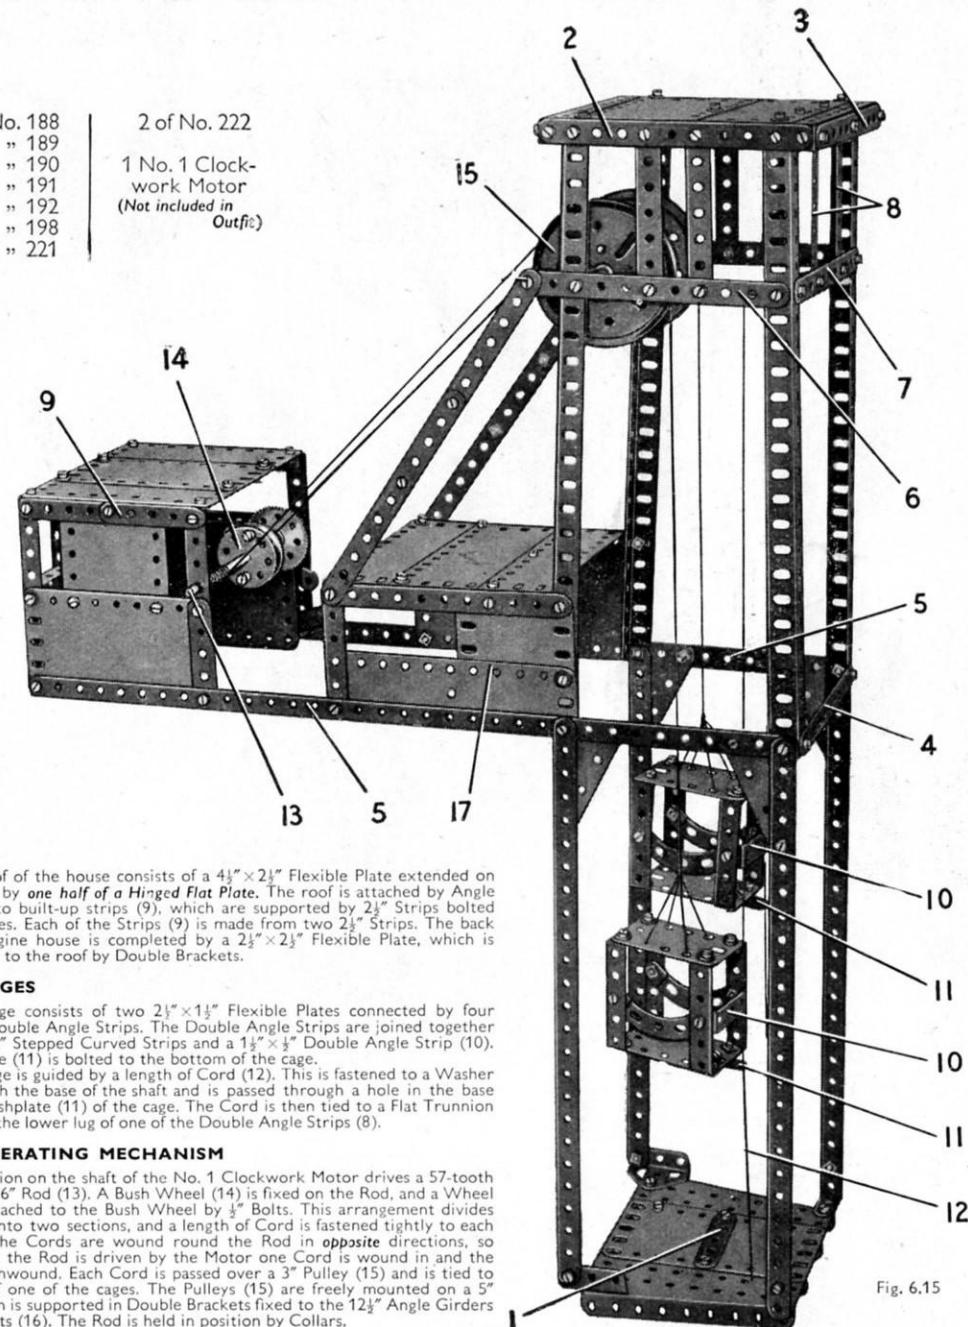 No. 188
" 189
" 190
" 191
" 192
" 198
" 221
2 of No. 222
1 No. 1 Clock-
work Motor
(Not included in
Outfit)
2
3
15
8
14
9
7
6
5
4
13
5
17
10
11
10
11
12
1
Fig. 6.15
of of the house consists of a 4½″×2½″ Flexible Plate extended on
by one half of a Hinged Flat Plate. The roof is attached by Angle
to built-up strips (9), which are supported by 2½″ Strips bolted
es. Each of the Strips (9) is made from two 2½″ Strips. The back
gine house is completed by a 2½″×2½″ Flexible Plate, which is
to the roof by Double Brackets.
GES
ge consists of two 2½″×1½″ Flexible Plates connected by four
ouble Angle Strips. The Double Angle Strips are joined together
″ Stepped Curved Strips and a 1½″×½″ Double Angle Strip (10).
e (11) is bolted to the bottom of the cage.
ge is guided by a length of Cord (12). This is fastened to a Washer
h the base of the shaft and is passed through a hole in the base
shplate (11) of the cage. The Cord is then tied to a Flat Trunnion
the lower lug of one of the Double Angle Strips (8).
ERATING MECHANISM
ion on the shaft of the No. 1 Clockwork Motor drives a 57-tooth
6″ Rod (13). A Bush Wheel (14) is fixed on the Rod, and a Wheel
ached to the Bush Wheel by ½″ Bolts. This arrangement divides
nto two sections, and a length of Cord is fastened tightly to each
he Cords are wound round the Rod in opposite directions, so
the Rod is driven by the Motor one Cord is wound in and the
nwound. Each Cord is passed over a 3″ Pulley (15) and is tied to
f one of the cages. The Pulleys (15) are freely mounted on a 5″
h is supported in Double Brackets fixed to the 12½″ Angle Girders
ts (16). The Rod is held in position by Collars.